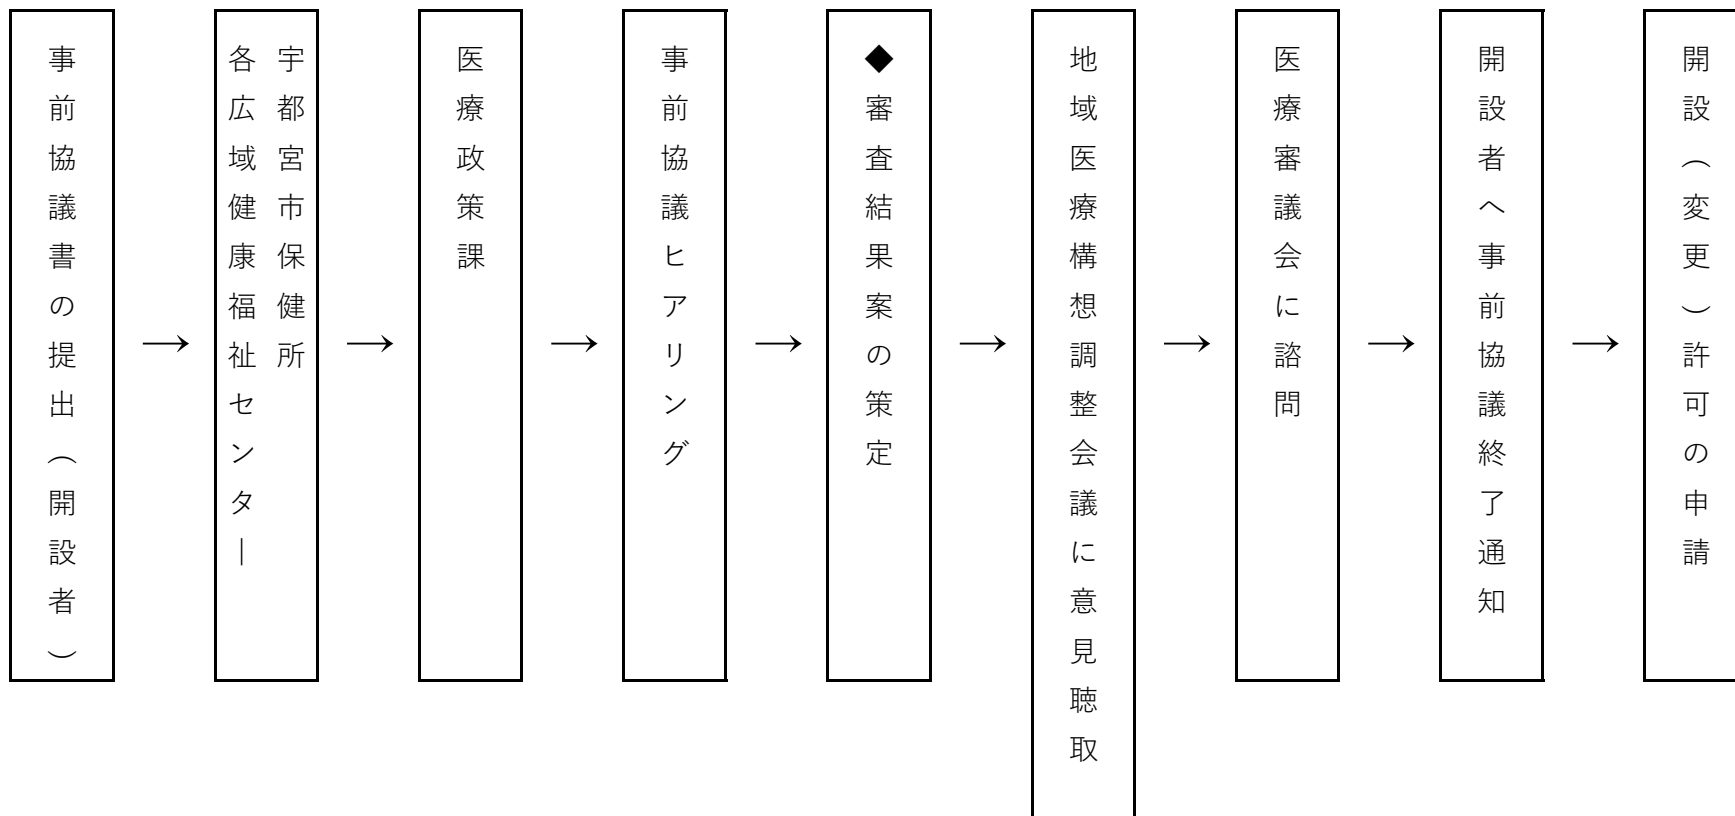 事前協議書の提出（開設者）
→
宇都宮市保健所
各広域健康福祉センター
→
医療政策課
→
事前協議ヒアリング
→
◆審査結果案の策定
→
地域医療構想調整会議に意見聴取
→
医療審議会に諮問
→
開設者へ事前協議終了通知
→
開設（変更）許可の申請